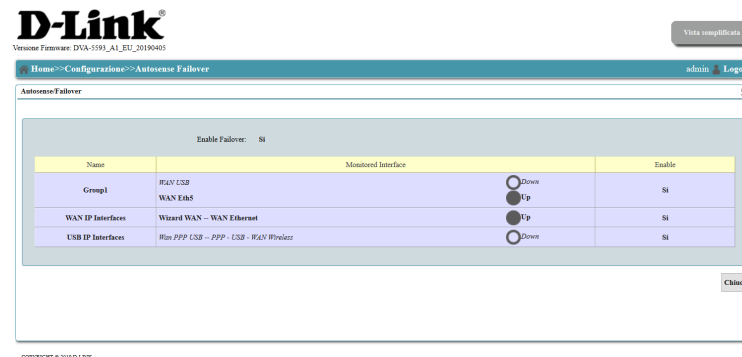 D-Link®
Versione Firmware: DVA-5593_A1_EU_20190405
Vista semplificata
Home>>Configurazione>>Autosense Failover
admin
Autosense/Failover
Enable Failover: Si
Name Monitored Interface Enable
Group1 WAN USB Down Si
WAN Eth5 Up
WAN IP Interfaces Wizard WAN -- WAN Ethernet Up Si
USB IP Interfaces Wan PPP USB -- PPP - USB - WAN Wireless Down Si